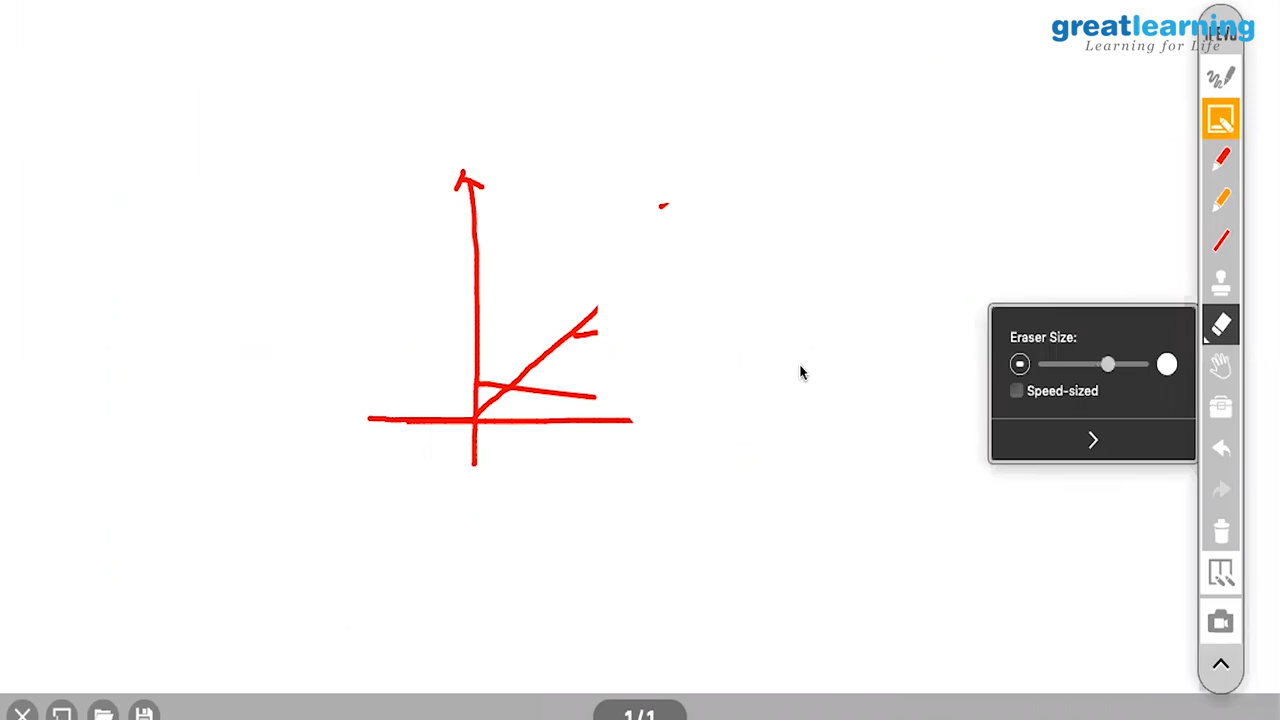 greatlearning
Learning for Life
Eraser Size:
Speed-sized
1/1